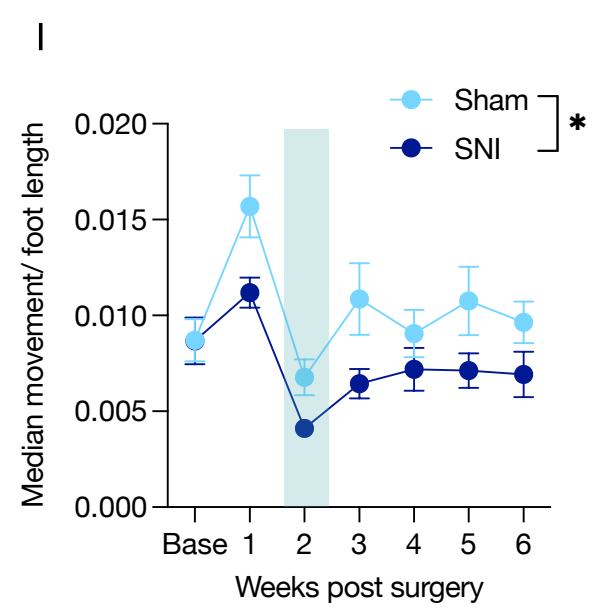 I
Sham
SNI
*
Median movement/ foot length
0.020
0.015
0.010
0.005
0.000
Base 1 2 3 4 5 6
Weeks post surgery